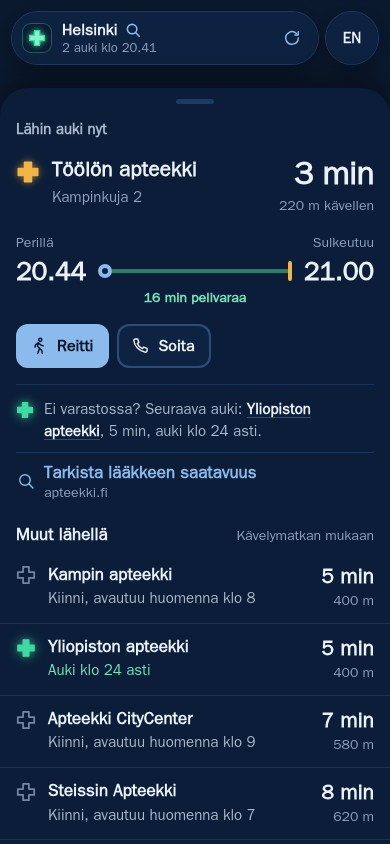 Helsinki
2 auki klo 20.41
EN
Lähin auki nyt
Töölön apteekki
3 min
Kampinkuja 2
220 m kävellen
Perillä
Sulkeutuu
20.44
21.00
16 min pelivaraa
Reitti
Soita
Ei varastossa? Seuraava auki: Yliopiston
apteekki, 5 min, auki klo 24 asti.
Tarkista lääkkeen saatavuus
apteekki.fi
Muut lähellä
Kävelymatkan mukaan
Kampin apteekki
5 min
Kiinni, avautuu huomenna klo 8
400 m
Yliopiston apteekki
5 min
Auki klo 24 asti
400 m
Apteekki CityCenter
7 min
Kiinni, avautuu huomenna klo 9
580 m
Steissin Apteekki
8 min
Kiinni, avautuu huomenna klo 7
620 m